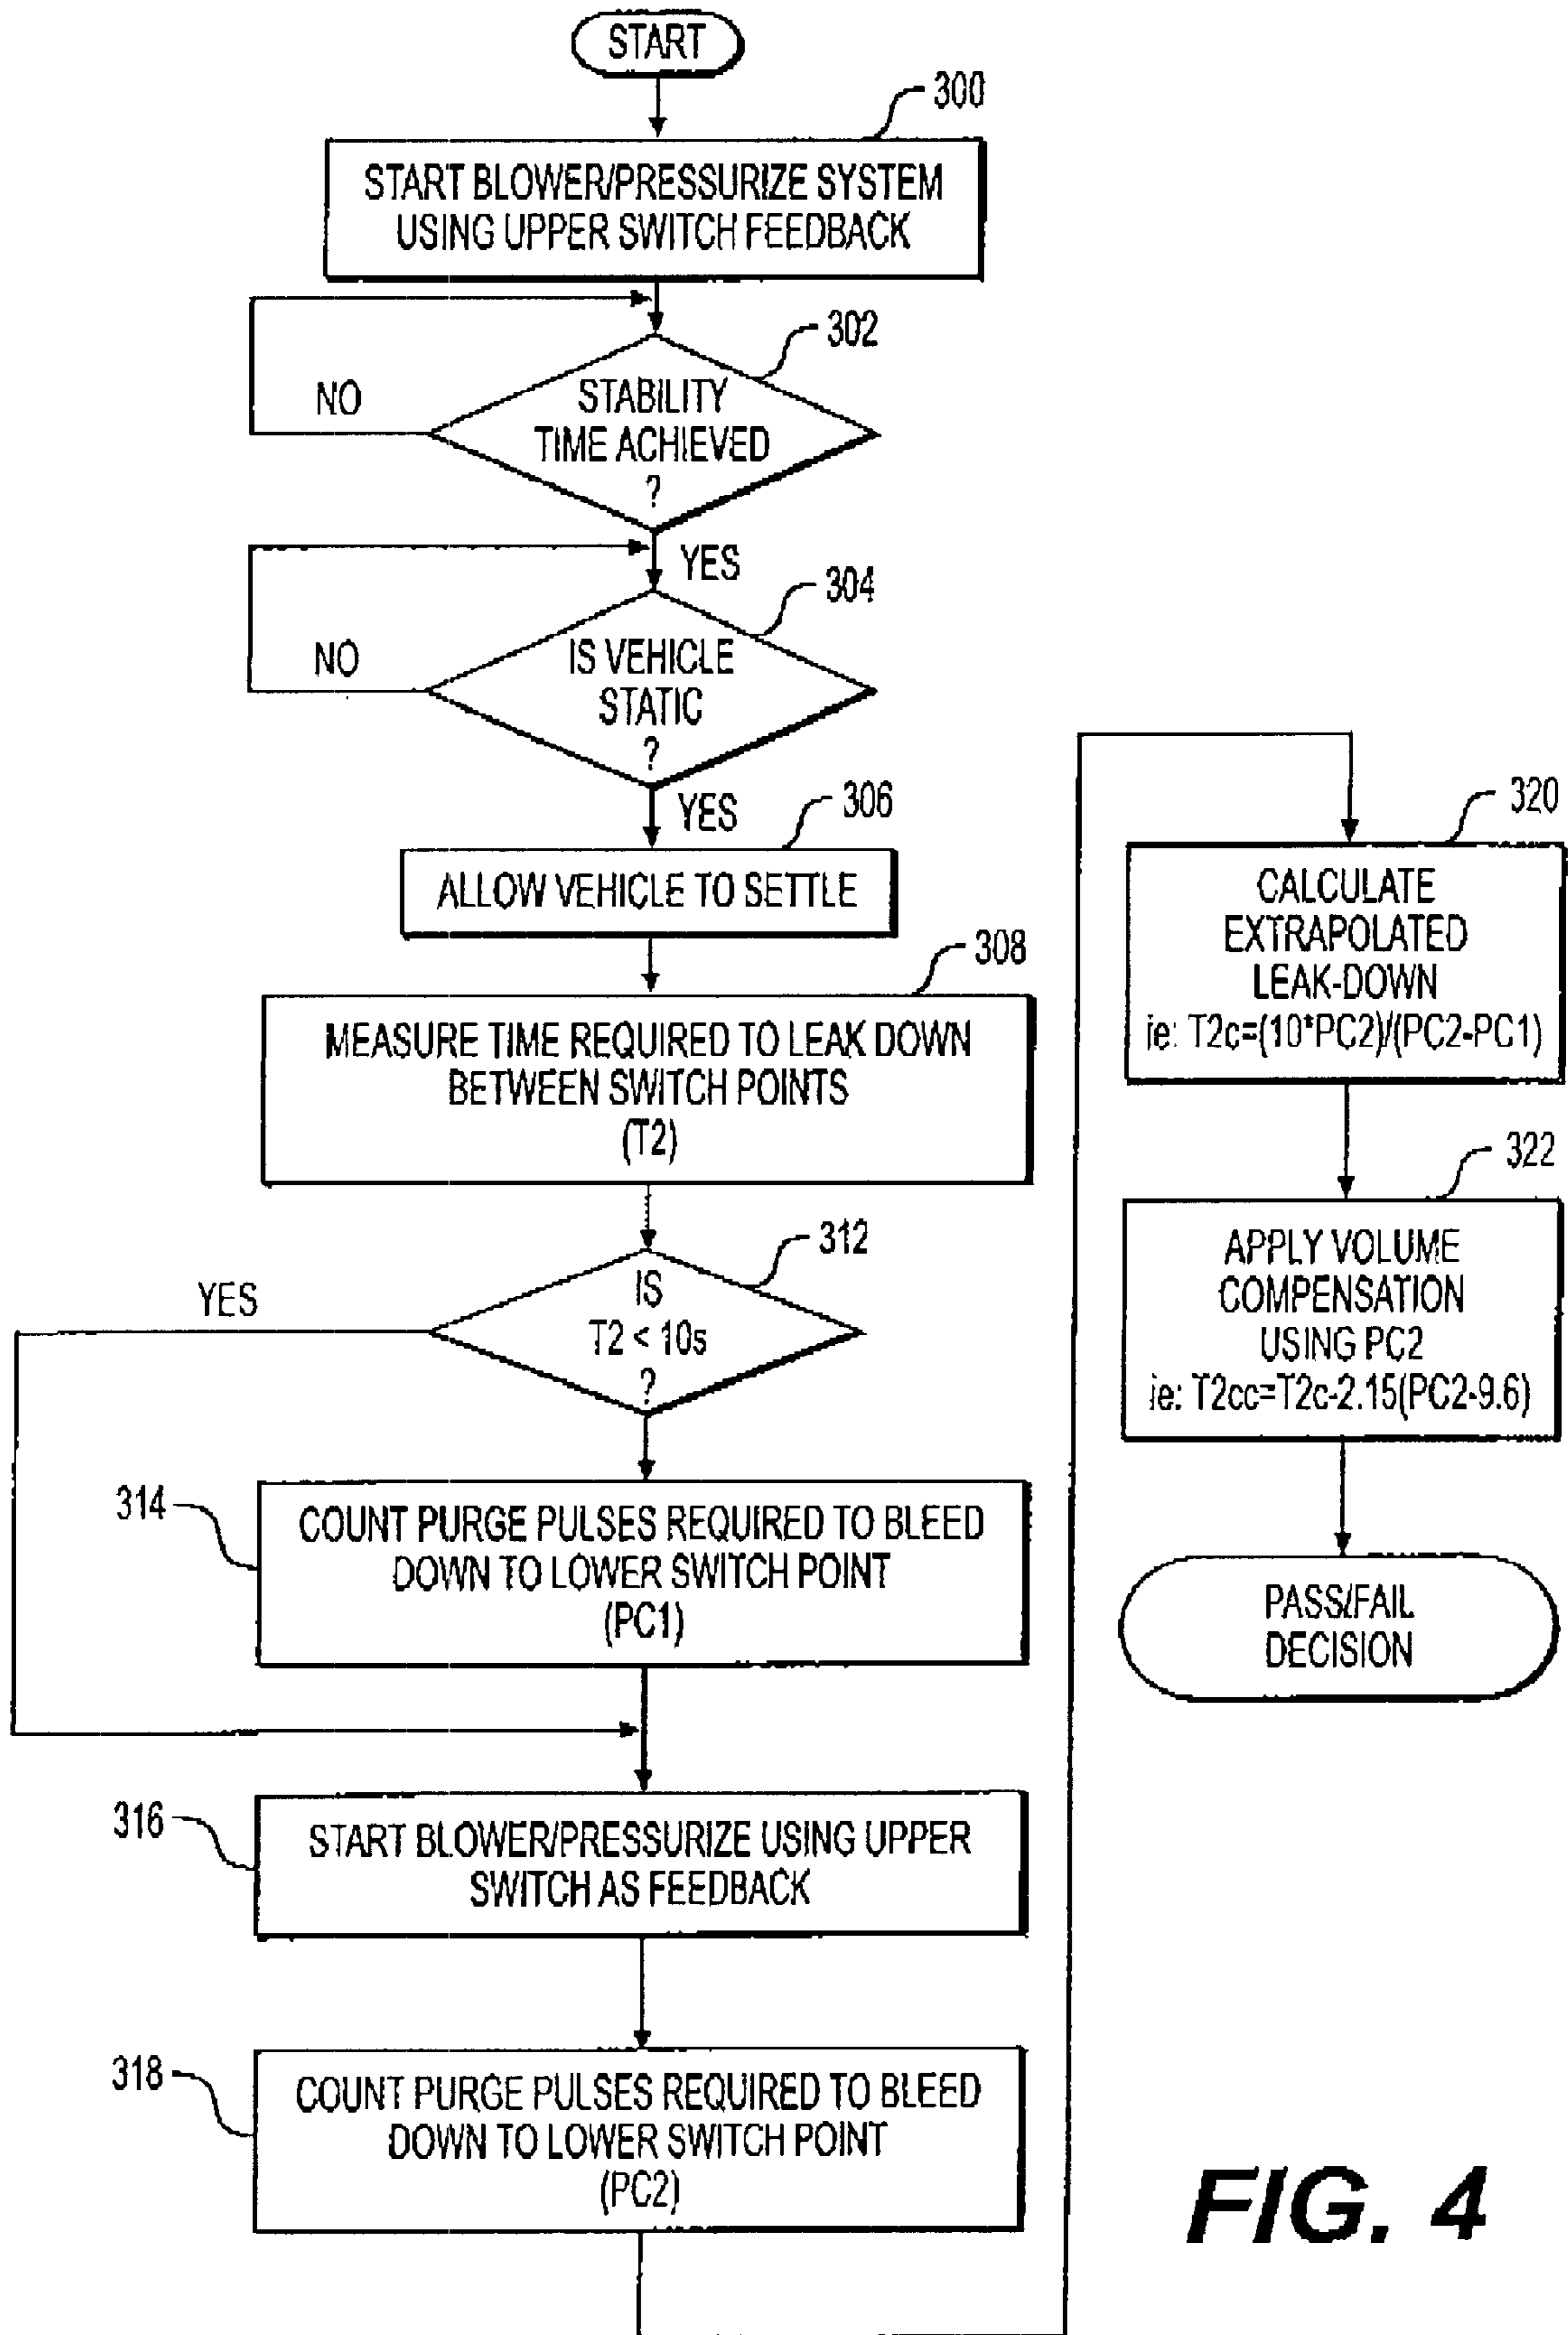 START
300
START BLOWER/PRESSURIZE SYSTEM
USING UPPER SWITCH FEEDBACK
302
NO
STABILITY
TIME ACHIEVED
?
YES
304
NO
IS VEHICLE
STATIC
?
YES
306
ALLOW VEHICLE TO SETTLE
308
MEASURE TIME REQUIRED TO LEAK DOWN
BETWEEN SWITCH POINTS
(T2)
312
YES
IS
T2 < 10s
?
314
COUNT PURGE PULSES REQUIRED TO BLEED
DOWN TO LOWER SWITCH POINT
(PC1)
316
START BLOWER/PRESSURIZE USING UPPER
SWITCH AS FEEDBACK
318
COUNT PURGE PULSES REQUIRED TO BLEED
DOWN TO LOWER SWITCH POINT
(PC2)
320
CALCULATE
EXTRAPOLATED
LEAK-DOWN
ie: T2c=(10*PC2)/(PC2-PC1)
322
APPLY VOLUME
COMPENSATION
USING PC2
ie: T2cc=T2c-2.15(PC2-9.6)
PASS/FAIL
DECISION
FIG. 4